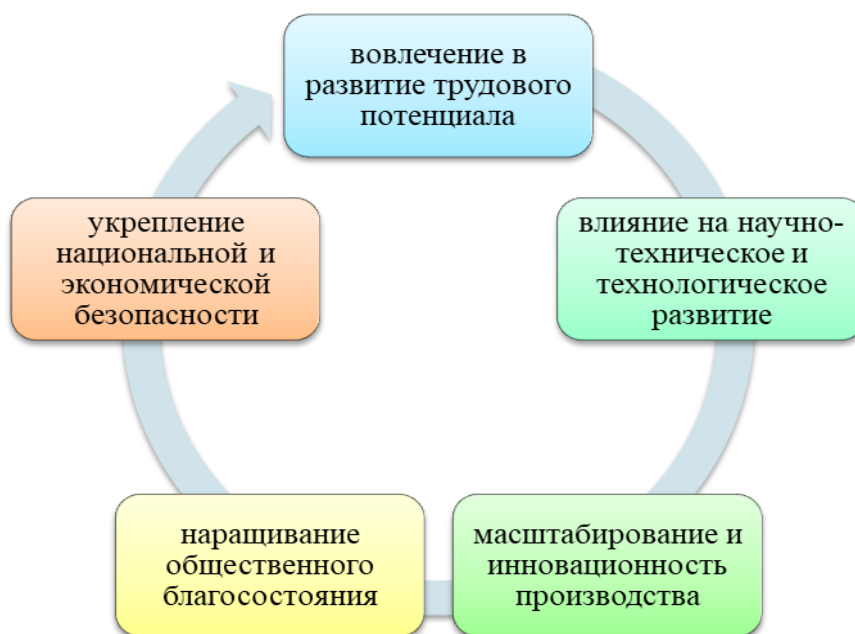 вовлечение в
развитие трудового
потенциала
влияние на научно-
техническое и
технологическое
развитие
масштабирование и
инновационность
производства
наращивание
общественного
благосостояния
укрепление
национальной и
экономической
безопасности